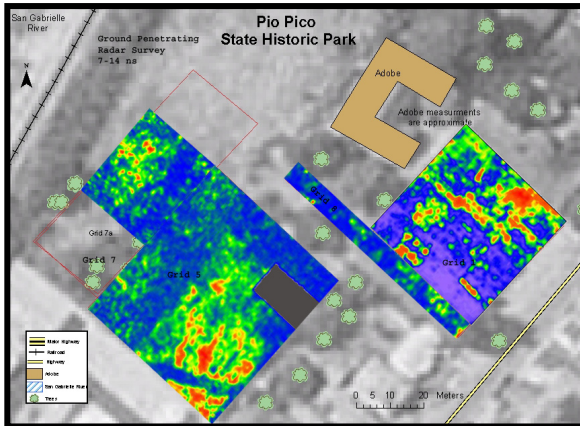 Pio Pico
State Historic Park
San Gabrielle
River
Ground Penetrating
Radar Survey
7-14 ns
N
Adobe
Adobe measurments
are approximate
Grid
Grid 7a
Grid 7
Grid 5
Grid
Major Highway
Railroad
Highway
Adobe
San Gabrielle River
Trees
0 5 10 20 Meters